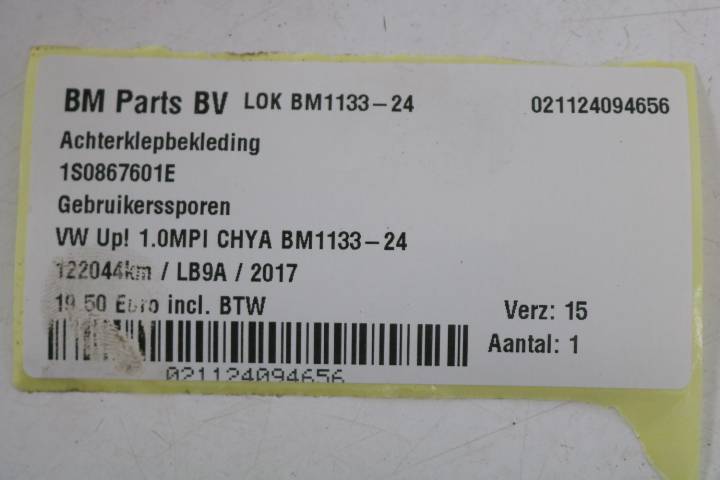 BM Parts BV LOK BM1133-24 021124094656
Achterklepbekleding
1S0867601E
Gebruikerssporen
VW Up! 1.0MPI CHYA BM1133-24
122044km / LB9A / 2017
19.50 Euro incl. BTW Verz: 15
Aantal: 1
021124094656